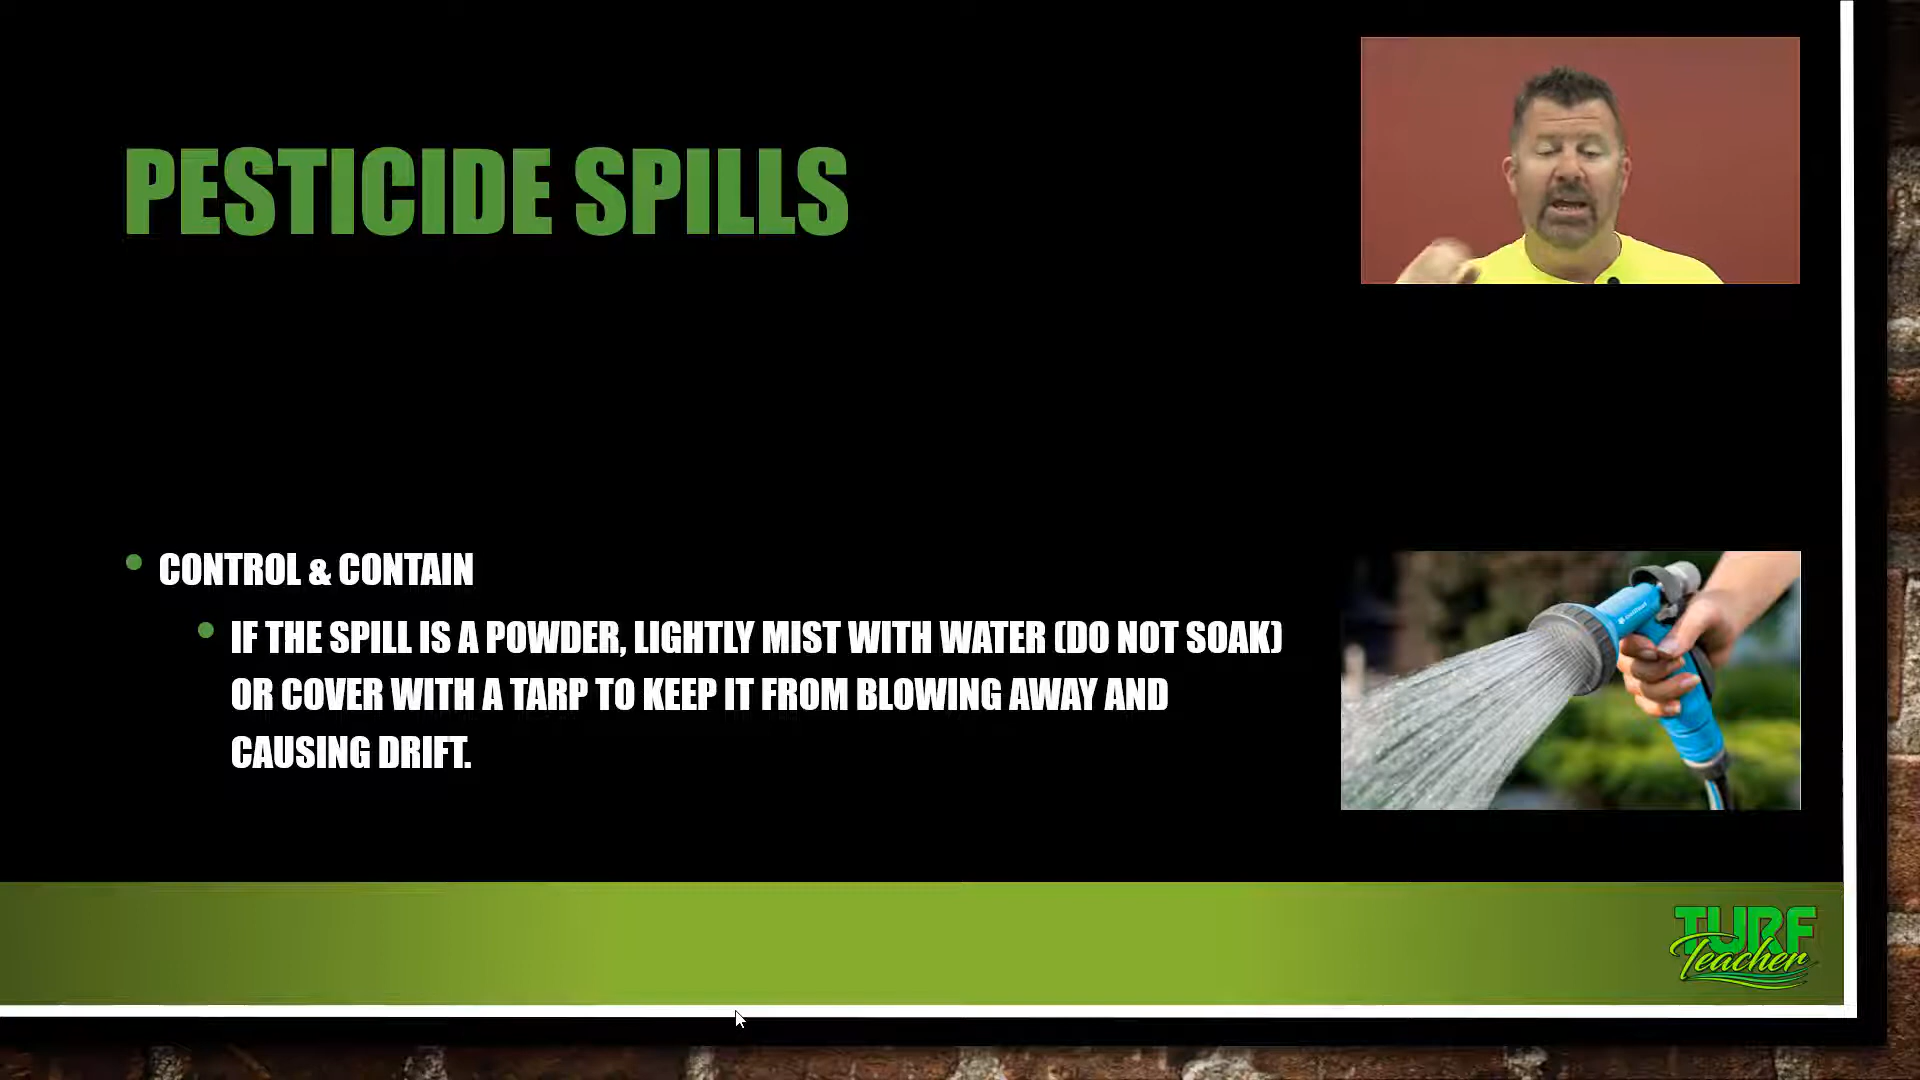 PESTICIDE SPILLS
CONTROL & CONTAIN
IF THE SPILL IS A POWDER, LIGHTLY MIST WITH WATER (DO NOT SOAK)
OR COVER WITH A TARP TO KEEP IT FROM BLOWING AWAY AND
CAUSING DRIFT.
TURF
Teacher